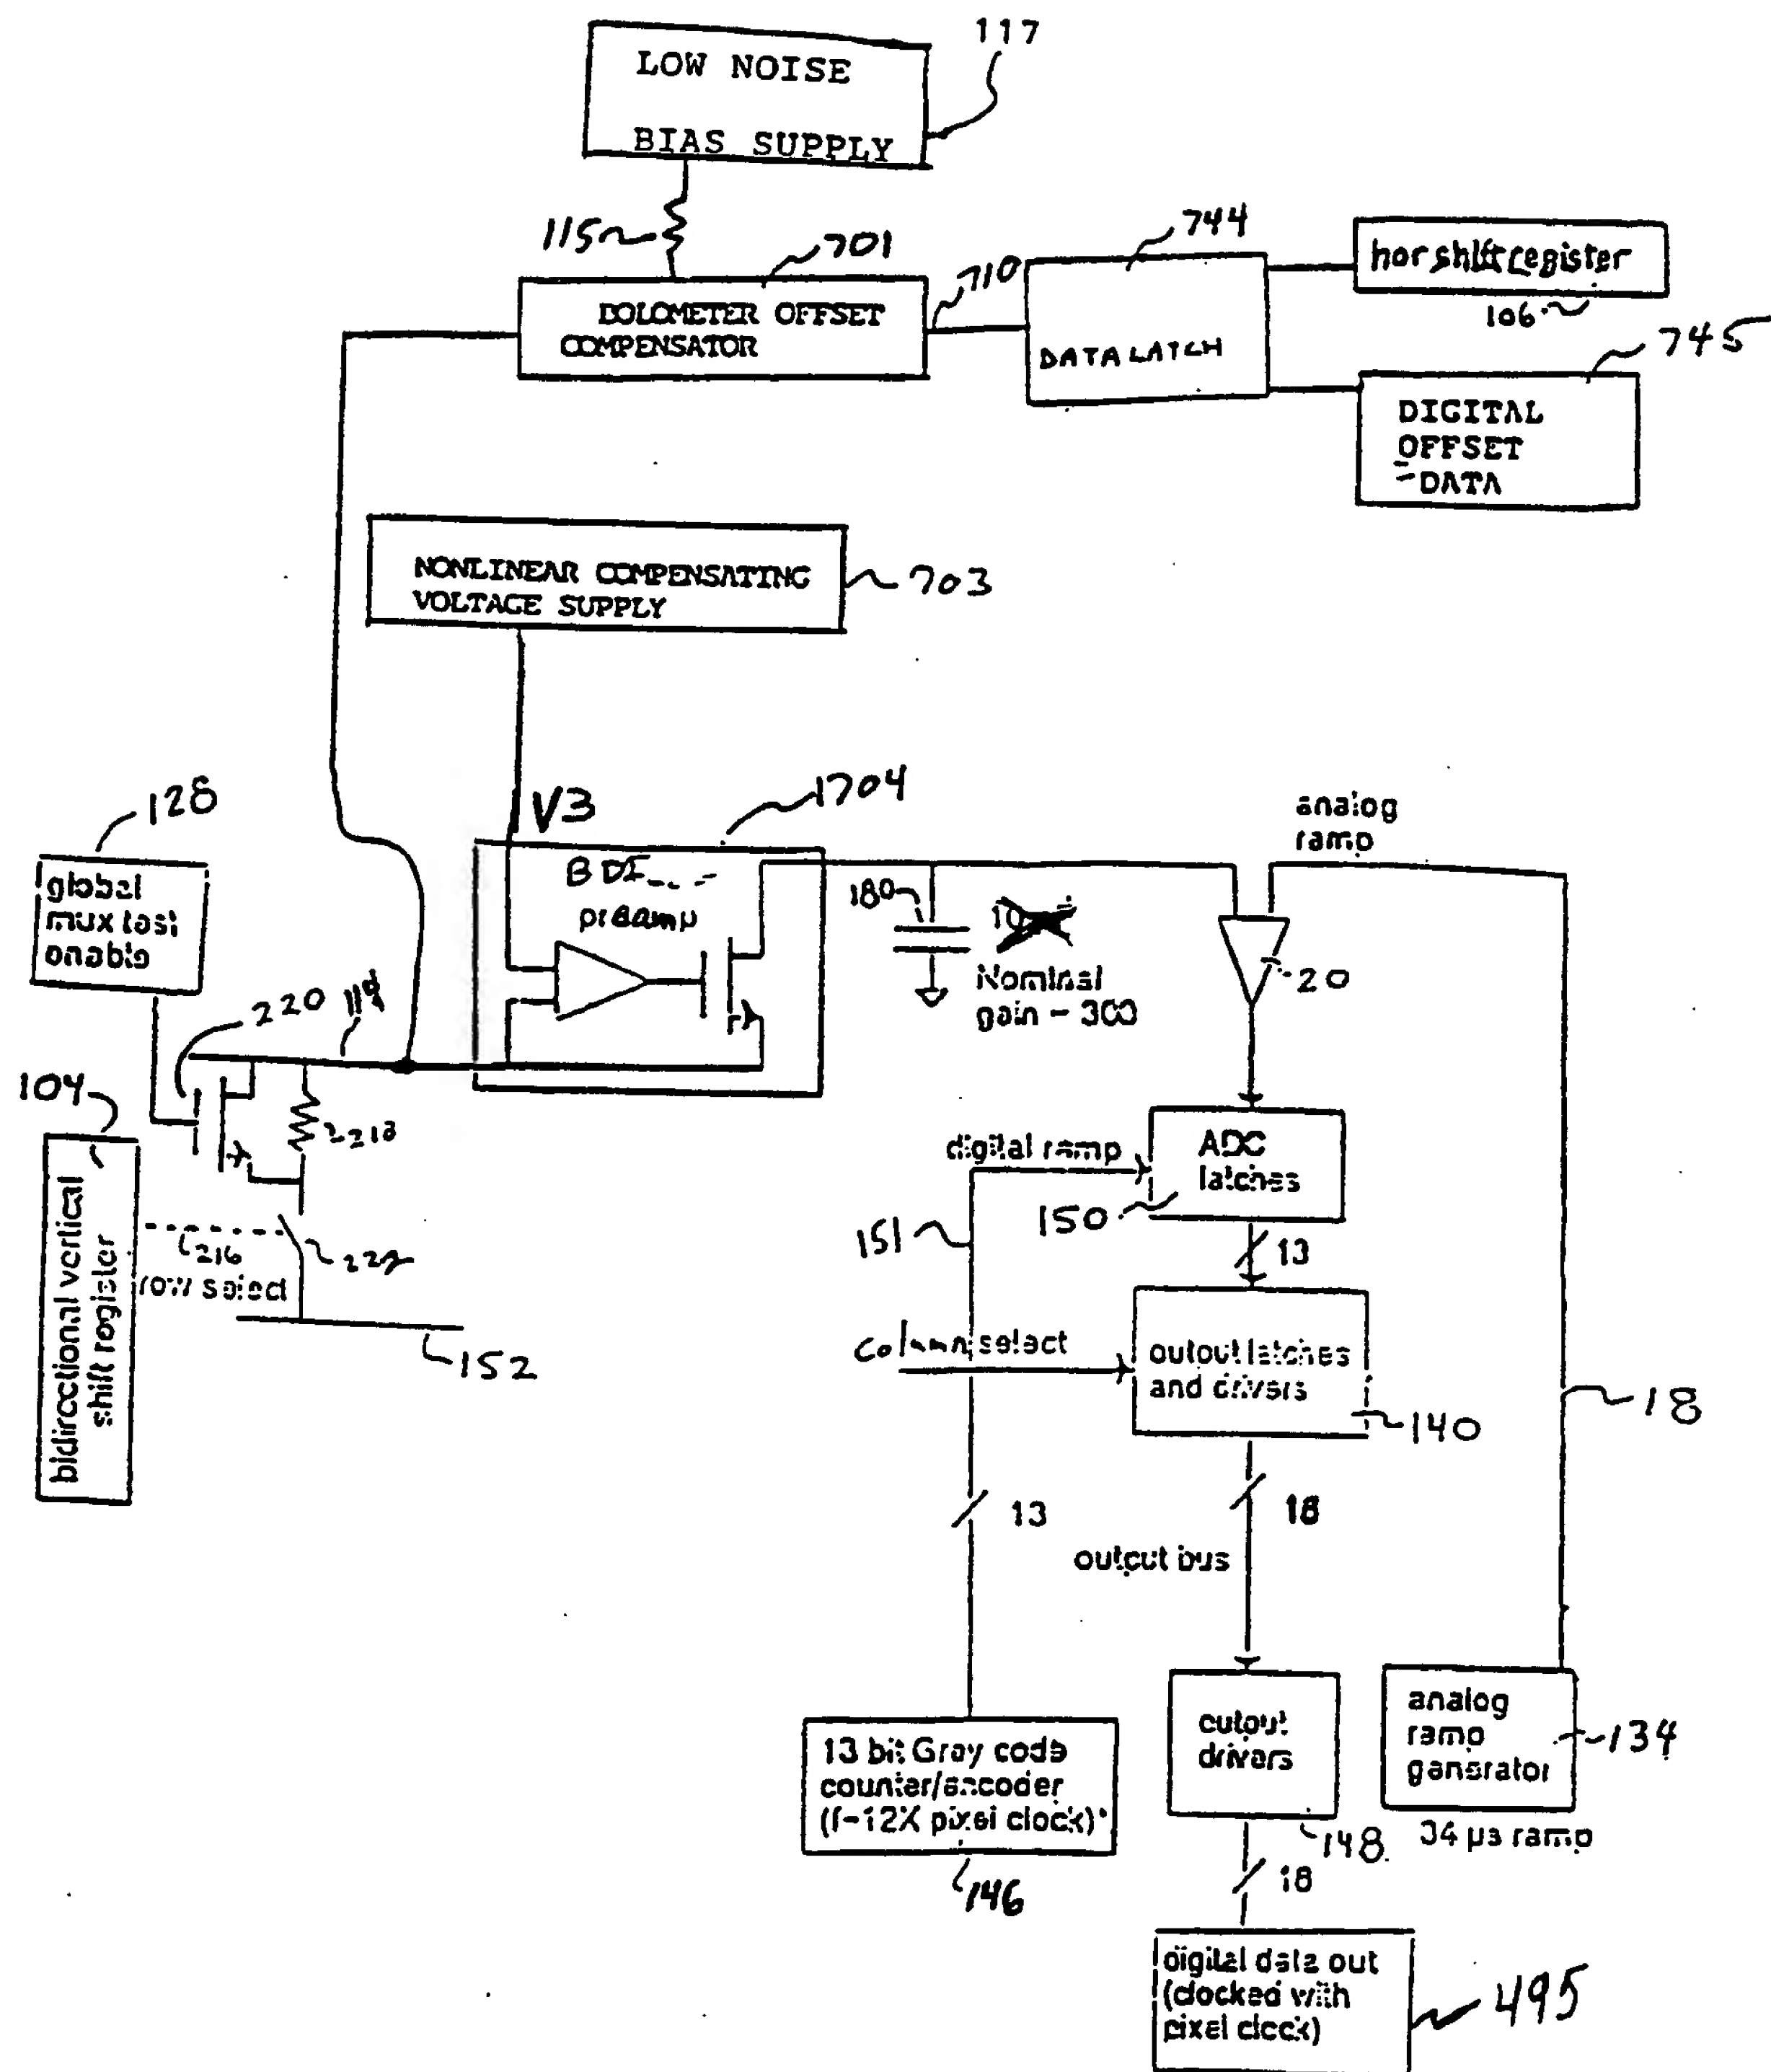 LOW NOISE
BIAS SUPPLY
117
115
701
BOLOMETER OFFSET
COMPENSATOR
710
744
DATA LATCH
hor shift register
106
745
DIGITAL
OFFSET
DATA
NONLINEAR COMPENSATING
VOLTAGE SUPPLY
703
V3
1704
BDI
preamp
128
global
mux test
enable
220
119
104
bidirectional vertical
shift register
218
216
row select
222
152
180
Nominal
gain - 300
analog
ramp
20
digital ramp
ADC
latches
150
151
13
column select
output latches
and drivers
140
18
13
18
output bus
13 bit Gray code
counter/encoder
(f-12X pixel clock)*
146
output
drivers
148
18
analog
ramp
generator
134
34 µs ramp
digital data out
(clocked with
pixel clock)
495